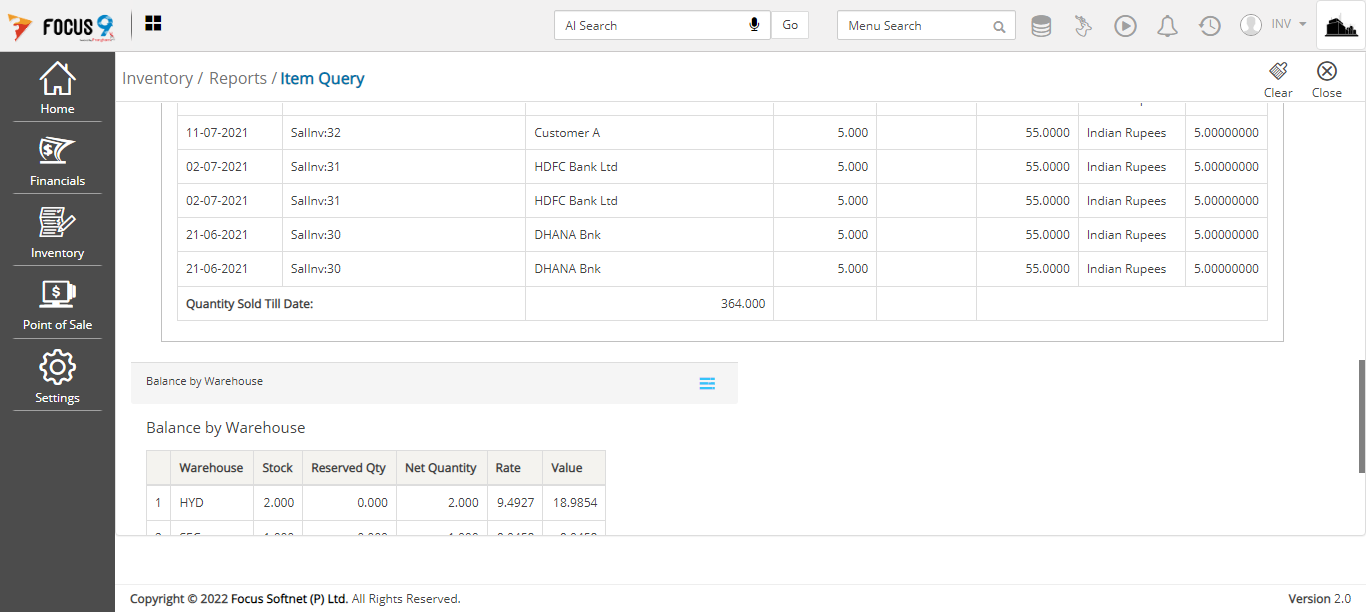 FOCUS 9
AI Search Go Menu Search INV
Inventory / Reports / Item Query
Clear Close
Home
Financials
Inventory
Point of Sale
Settings
11-07-2021 SalInv:32 Customer A 5.000 55.0000 Indian Rupees 5.00000000
02-07-2021 SalInv:31 HDFC Bank Ltd 5.000 55.0000 Indian Rupees 5.00000000
02-07-2021 SalInv:31 HDFC Bank Ltd 5.000 55.0000 Indian Rupees 5.00000000
21-06-2021 SalInv:30 DHANA Bnk 5.000 55.0000 Indian Rupees 5.00000000
21-06-2021 SalInv:30 DHANA Bnk 5.000 55.0000 Indian Rupees 5.00000000
Quantity Sold Till Date: 364.000
Balance by Warehouse
Balance by Warehouse
Warehouse Stock Reserved Qty Net Quantity Rate Value
1 HYD 2.000 0.000 2.000 9.4927 18.9854
Copyright © 2022 Focus Softnet (P) Ltd. All Rights Reserved.
Version 2.0